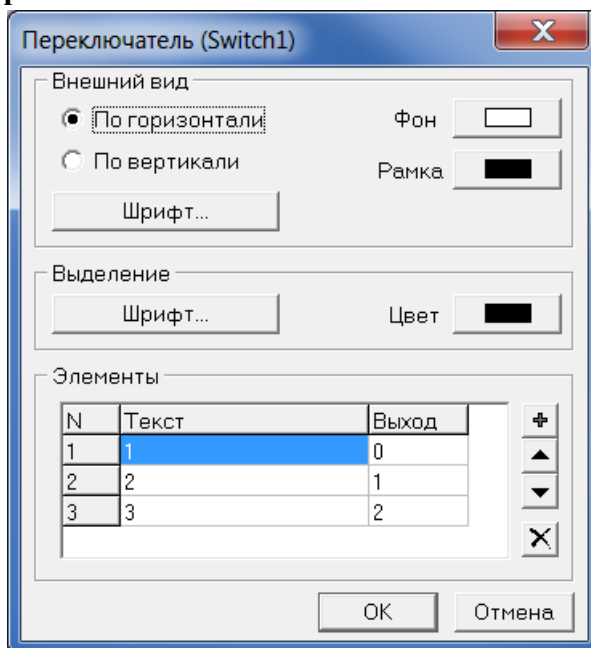 Переключатель (Switch1)
Внешний вид
По горизонтали
Фон
По вертикали
Рамка
Шрифт...
Выделение
Шрифт...
Цвет
Элементы
N Текст Выход
1 1 0
2 2 1
3 3 2
OK Отмена